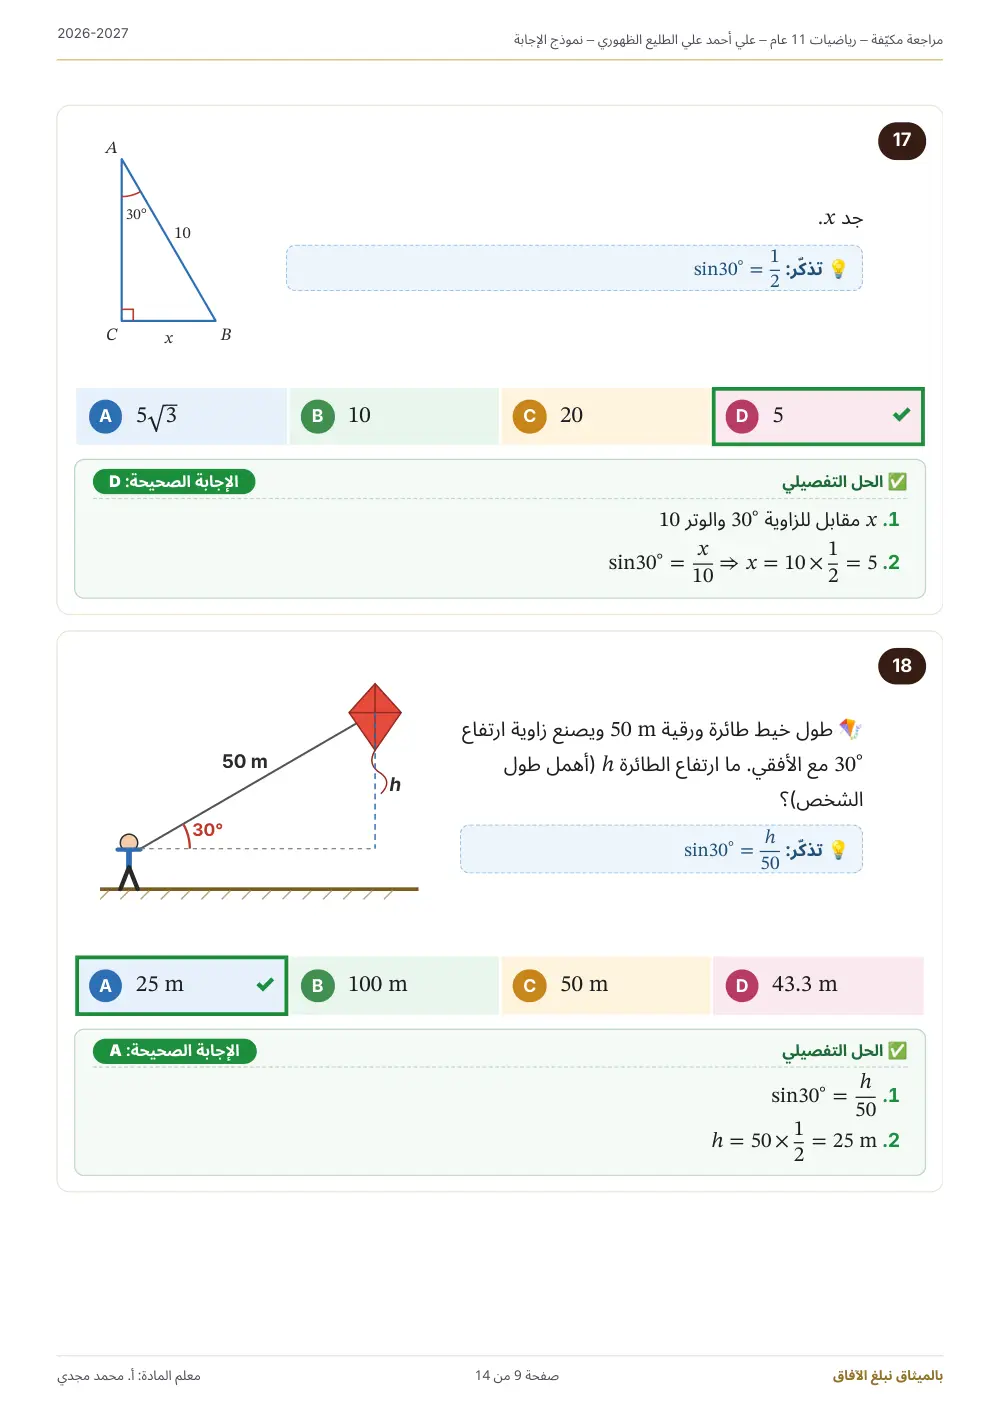 مراجعة مكيّفة – رياضيات 11 عام – علي أحمد علي الطليع الظهوري – نموذج الإجابة
2026-2027
17
جد x.
💡 تذكّر: sin30° = 1/2
A
30°
10
C
x
B
A 5√3
B 10
C 20
D 5 ✔
✅ الحل التفصيلي
الإجابة الصحيحة: D
1. x مقابل للزاوية 30° والوتر 10
2. sin30° = x/10 ⇒ x = 10 × 1/2 = 5
18
🪁 طول خيط طائرة ورقية 50 m ويصنع زاوية ارتفاع
30° مع الأفقي. ما ارتفاع الطائرة h (أهمل طول
الشخص)؟
💡 تذكّر: sin30° = h/50
50 m
h
30°
A 25 m ✔
B 100 m
C 50 m
D 43.3 m
✅ الحل التفصيلي
الإجابة الصحيحة: A
1. sin30° = h/50
2. h = 50 × 1/2 = 25 m
بالميثاق نبلغ الآفاق
صفحة 9 من 14
معلم المادة: أ. محمد مجدي